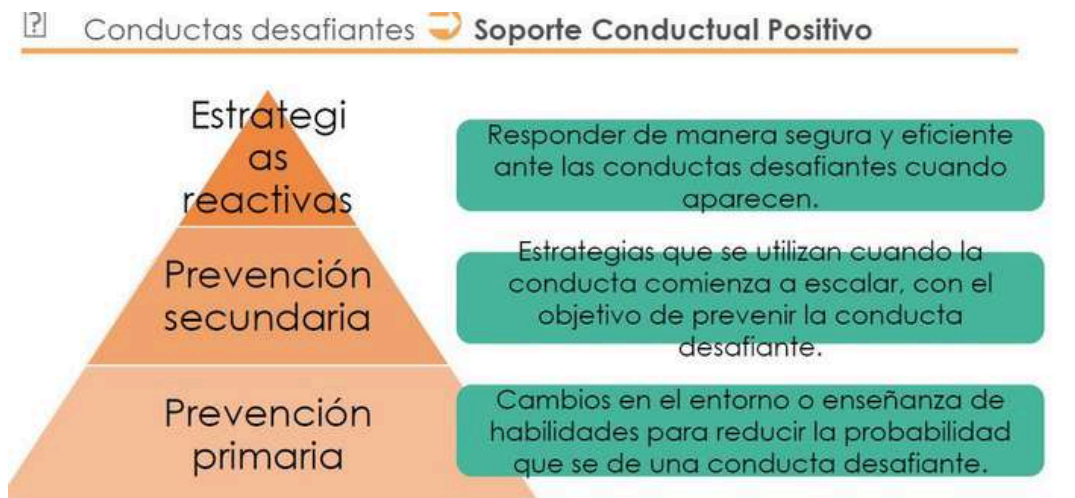 Conductas desafiantes Soporte Conductual Positivo
Estrategi
as
reactivas
Responder de manera segura y eficiente
ante las conductas desafiantes cuando
aparecen.
Prevención
secundaria
Estrategias que se utilizan cuando la
conducta comienza a escalar, con el
objetivo de prevenir la conducta
desafiante.
Prevención
primaria
Cambios en el entorno o enseñanza de
habilidades para reducir la probabilidad
que se de una conducta desafiante.